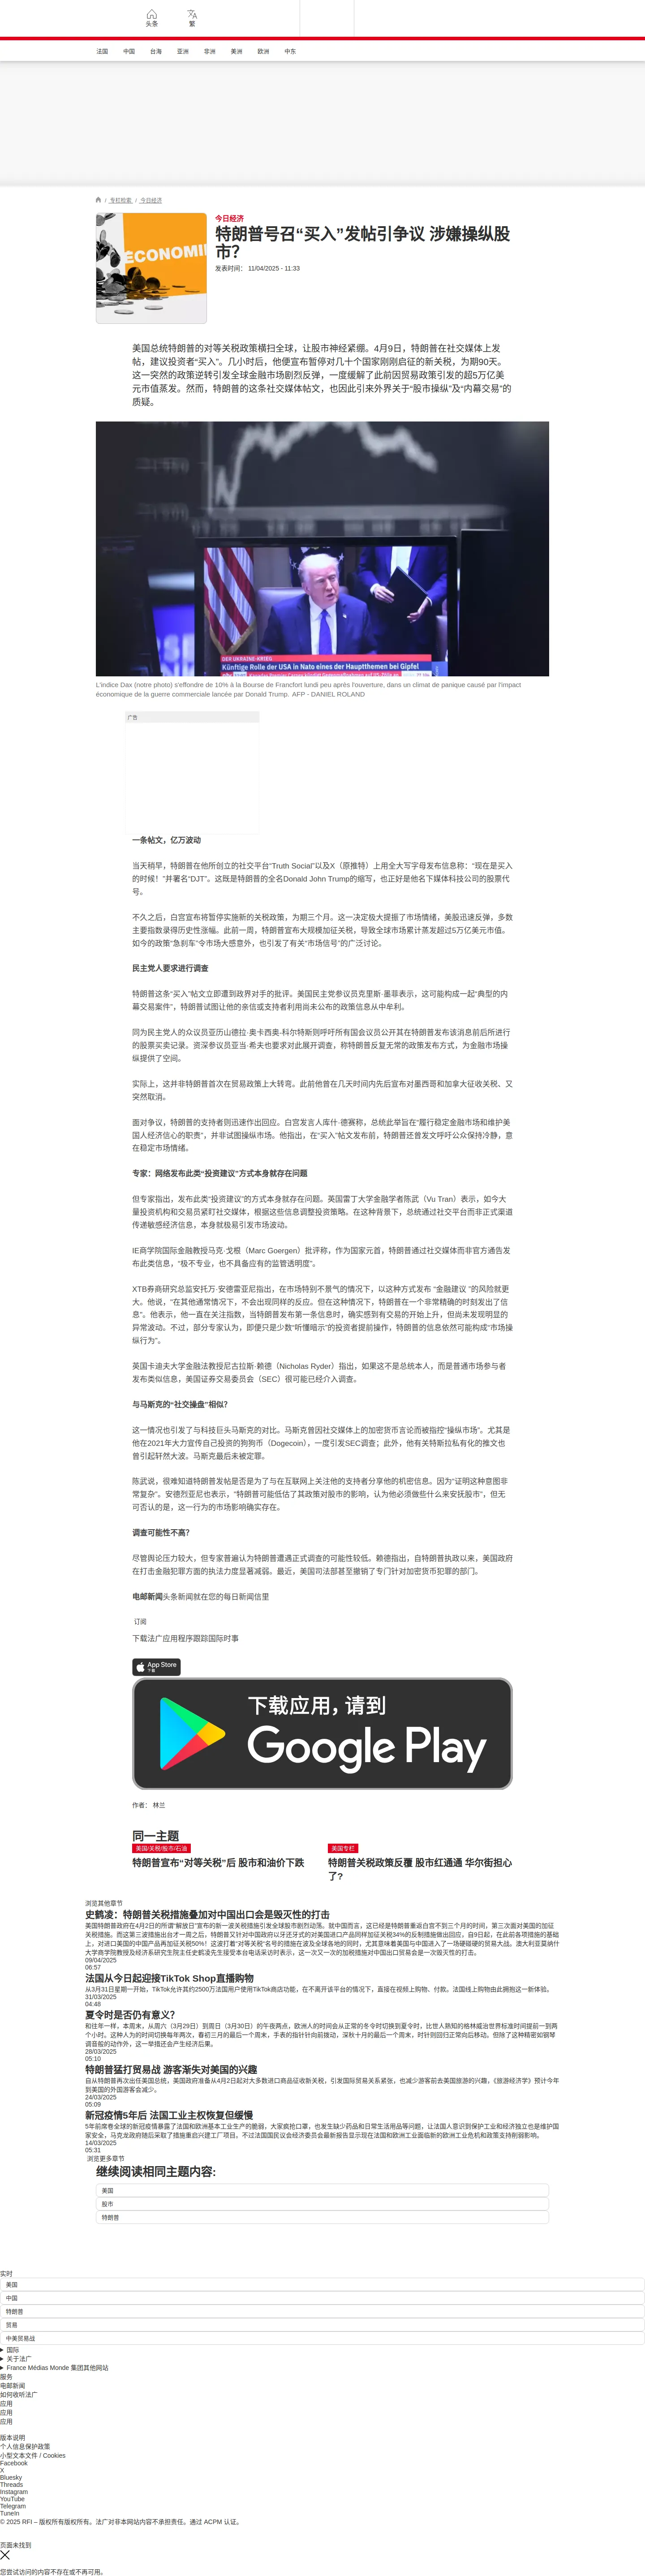 头条
繁
法国
中国
台海
亚洲
非洲
美洲
欧洲
中东
/ 专栏检索 / 今日经济
ECONOMI
今日经济
特朗普号召“买入”发帖引争议 涉嫌操纵股
市？
发表时间： 11/04/2025 - 11:33
美国总统特朗普的对等关税政策横扫全球，让股市神经紧绷。4月9日，特朗普在社交媒体上发
帖，建议投资者“买入”。几小时后，他便宣布暂停对几十个国家刚刚启征的新关税，为期90天。
这一突然的政策逆转引发全球金融市场剧烈反弹，一度缓解了此前因贸易政策引发的超5万亿美
元市值蒸发。然而，特朗普的这条社交媒体帖文，也因此引来外界关于“股市操纵”及“内幕交易”的
质疑。
DER UKRAINE-KRIEG
Künftige Rolle der USA in Nato eines der Hauptthemen bei Gipfel
L'indice Dax (notre photo) s'effondre de 10% à la Bourse de Francfort lundi peu après l'ouverture, dans un climat de panique causé par l'impact
économique de la guerre commerciale lancée par Donald Trump. AFP - DANIEL ROLAND
广告
一条帖文，亿万波动
当天稍早，特朗普在他所创立的社交平台“Truth Social”以及X（原推特）上用全大写字母发布信息称：“现在是买入
的时候！”并署名“DJT”。这既是特朗普的全名Donald John Trump的缩写，也正好是他名下媒体科技公司的股票代
号。
不久之后，白宫宣布将暂停实施新的关税政策，为期三个月。这一决定极大提振了市场情绪，美股迅速反弹，多数
主要指数录得历史性涨幅。此前一周，特朗普宣布大规模加征关税，导致全球市场累计蒸发超过5万亿美元市值。
如今的政策“急刹车”令市场大感意外，也引发了有关“市场信号”的广泛讨论。
民主党人要求进行调查
特朗普这条“买入”帖文立即遭到政界对手的批评。美国民主党参议员克里斯·墨菲表示，这可能构成一起“典型的内
幕交易案件”，特朗普试图让他的亲信或支持者利用尚未公布的政策信息从中牟利。
同为民主党人的众议员亚历山德拉·奥卡西奥-科尔特斯则呼吁所有国会议员公开其在特朗普发布该消息前后所进行
的股票买卖记录。资深参议员亚当·希夫也要求对此展开调查，称特朗普反复无常的政策发布方式，为金融市场操
纵提供了空间。
实际上，这并非特朗普首次在贸易政策上大转弯。此前他曾在几天时间内先后宣布对墨西哥和加拿大征收关税、又
突然取消。
面对争议，特朗普的支持者则迅速作出回应。白宫发言人库什·德赛称，总统此举旨在“履行稳定金融市场和维护美
国人经济信心的职责”，并非试图操纵市场。他指出，在“买入”帖文发布前，特朗普还曾发文呼吁公众保持冷静，意
在稳定市场情绪。
专家：网络发布此类“投资建议”方式本身就存在问题
但专家指出，发布此类“投资建议”的方式本身就存在问题。英国雷丁大学金融学者陈武（Vu Tran）表示，如今大
量投资机构和交易员紧盯社交媒体，根据这些信息调整投资策略。在这种背景下，总统通过社交平台而非正式渠道
传递敏感经济信息，本身就极易引发市场波动。
IE商学院国际金融教授马克·戈根（Marc Goergen）批评称，作为国家元首，特朗普通过社交媒体而非官方通告发
布此类信息，“极不专业，也不具备应有的监管透明度”。
XTB券商研究总监安托万·安德雷亚尼指出，在市场特别不景气的情况下，以这种方式发布 “金融建议 ”的风险就更
大。他说，“在其他通常情况下，不会出现同样的反应。但在这种情况下，特朗普在一个非常精确的时刻发出了信
息”。他表示，他一直在关注指数，当特朗普发布第一条信息时，确实感到有交易的开始上升，但尚未发现明显的
异常波动。不过，部分专家认为，即便只是少数“听懂暗示”的投资者提前操作，特朗普的信息依然可能构成“市场操
纵行为”。
英国卡迪夫大学金融法教授尼古拉斯·赖德（Nicholas Ryder）指出，如果这不是总统本人，而是普通市场参与者
发布类似信息，美国证券交易委员会（SEC）很可能已经介入调查。
与马斯克的“社交操盘”相似？
这一情况也引发了与科技巨头马斯克的对比。马斯克曾因社交媒体上的加密货币言论而被指控“操纵市场”。尤其是
他在2021年大力宣传自己投资的狗狗币（Dogecoin），一度引发SEC调查；此外，他有关特斯拉私有化的推文也
曾引起轩然大波。马斯克最后未被定罪。
陈武说，很难知道特朗普发帖是否是为了与在互联网上关注他的支持者分享他的机密信息。因为“证明这种意图非
常复杂”。安德烈亚尼也表示，“特朗普可能低估了其政策对股市的影响，认为他必须做些什么来安抚股市”，但无
可否认的是，这一行为的市场影响确实存在。
调查可能性不高？
尽管舆论压力较大，但专家普遍认为特朗普遭遇正式调查的可能性较低。赖德指出，自特朗普执政以来，美国政府
在打击金融犯罪方面的执法力度显著减弱。最近，美国司法部甚至撤销了专门针对加密货币犯罪的部门。
电邮新闻头条新闻就在您的每日新闻信里
订阅
下载法广应用程序跟踪国际时事
App Store
下载
下载应用，请到
Google Play
作者： 林兰
同一主题
美国/关税/股市/石油
特朗普宣布“对等关税”后 股市和油价下跌
美国专栏
特朗普关税政策反覆 股市红通通 华尔街担心
了？
浏览其他章节
史鹤凌：特朗普关税措施叠加对中国出口会是毁灭性的打击
美国特朗普政府在4月2日的所谓“解放日”宣布的新一波关税措施引发全球股市剧烈动荡。就中国而言，这已经是特朗普重返白宫不到三个月的时间，第三次面对美国的加征
关税措施。而这第三波措施出台才一周之后，特朗普又针对中国政府以牙还牙式的对美国进口产品同样加征关税34%的反制措施做出回应，自9日起，在此前各项措施的基础
上，对进口美国的中国产品再加征关税50%！这波打着“对等关税”名号的措施在波及全球各地的同时，尤其意味着美国与中国进入了一场硬碰硬的贸易大战。澳大利亚莫纳什
大学商学院教授及经济系研究生院主任史鹤凌先生接受本台电话采访时表示，这一次又一次的加税措施对中国出口贸易会是一次毁灭性的打击。
09/04/2025
06:57
法国从今日起迎接TikTok Shop直播购物
从3月31日星期一开始，TikTok允许其约2500万法国用户使用TikTok商店功能，在不离开该平台的情况下，直接在视频上购物、付款。法国线上购物由此拥抱这一新体验。
31/03/2025
04:48
夏令时是否仍有意义？
和往年一样，本周末，从周六（3月29日）到周日（3月30日）的午夜两点，欧洲人的时间会从正常的冬令时切换到夏令时，比世人熟知的格林威治世界标准时间提前一到两
个小时。这种人为的时间切换每年两次，春初三月的最后一个周末，手表的指针针向前拨动，深秋十月的最后一个周末，时针则回归正常向后移动。但除了这种精密如钢琴
调音般的动作外，这一举措还会产生经济后果。
28/03/2025
05:10
特朗普猛打贸易战 游客渐失对美国的兴趣
自从特朗普再次出任美国总统，美国政府准备从4月2日起对大多数进口商品征收新关税，引发国际贸易关系紧张，也减少游客前去美国旅游的兴趣，《旅游经济学》预计今年
到美国的外国游客会减少。
24/03/2025
05:09
新冠疫情5年后 法国工业主权恢复但缓慢
5年前席卷全球的新冠疫情暴露了法国和欧洲基本工业生产的脆弱，大家疯抢口罩，也发生缺少药品和日常生活用品等问题，让法国人意识到保护工业和经济独立也是维护国
家安全，马克龙政府随后采取了措施重启兴建工厂项目。不过法国国民议会经济委员会最新报告显示现在法国和欧洲工业面临新的欧洲工业危机和政策支持削弱影响。
14/03/2025
05:31
浏览更多章节
继续阅读相同主题内容:
美国
股市
特朗普
实时
美国
中国
特朗普
贸易
中美贸易战
国际
关于法广
France Médias Monde 集团其他网站
服务
电邮新闻
如何收听法广
应用
应用
应用
版本说明
个人信息保护政策
小型文本文件 / Cookies
Facebook
X
Bluesky
Threads
Instagram
YouTube
Telegram
TuneIn
© 2025 RFI – 版权所有版权所有。法广对非本网站内容不承担责任。通过 ACPM 认证。
页面未找到
您尝试访问的内容不存在或不再可用。